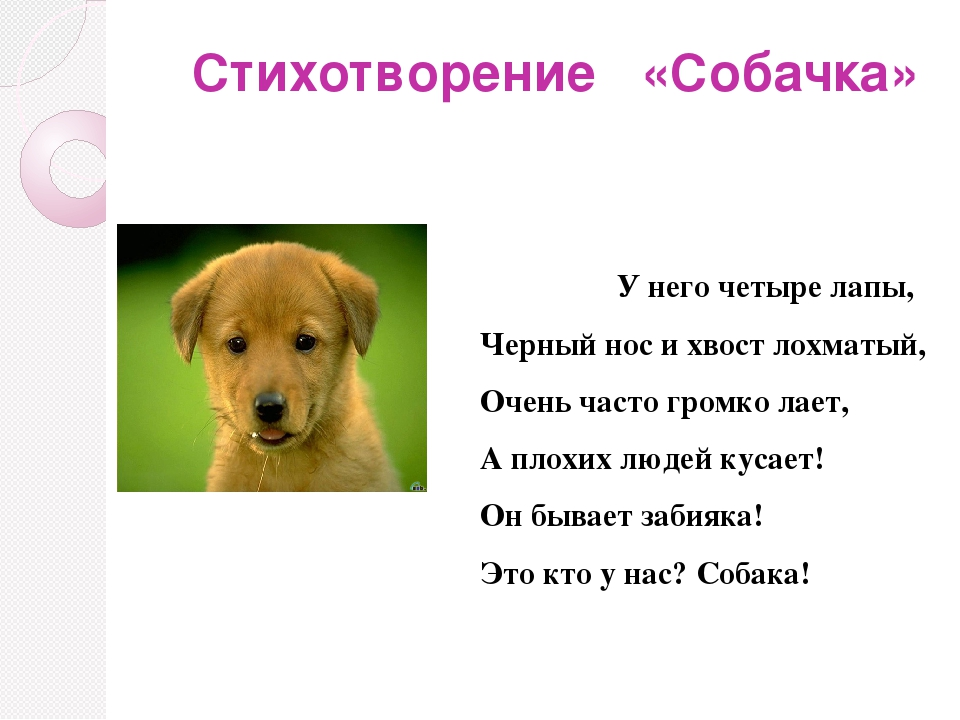 Стихотворение «Собачка»
У него четыре лапы,
Черный нос и хвост лохматый,
Очень часто громко лает,
А плохих людей кусает!
Он бывает забияка!
Это кто у нас? Собака!